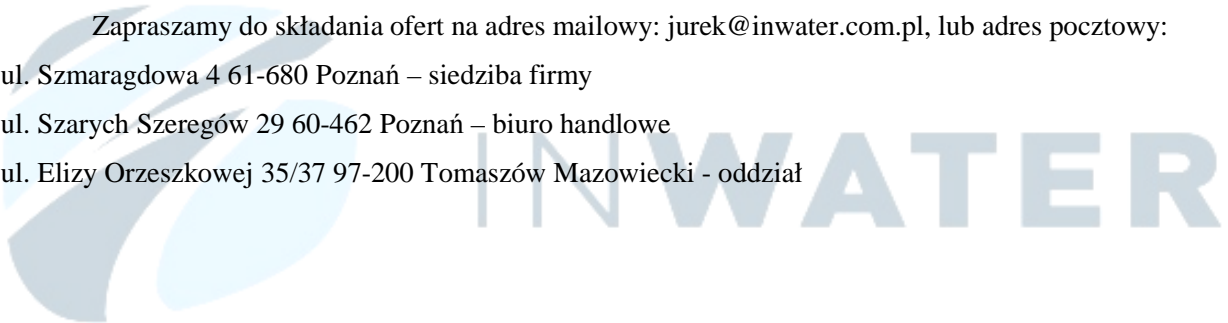 Zapraszamy do składania ofert na adres mailowy: jurek@inwater.com.pl, lub adres pocztowy:
ul. Szmaragdowa 4 61-680 Poznań – siedziba firmy
ul. Szarych Szeregów 29 60-462 Poznań – biuro handlowe
ul. Elizy Orzeszkowej 35/37 97-200 Tomaszów Mazowiecki - oddział
INWATER